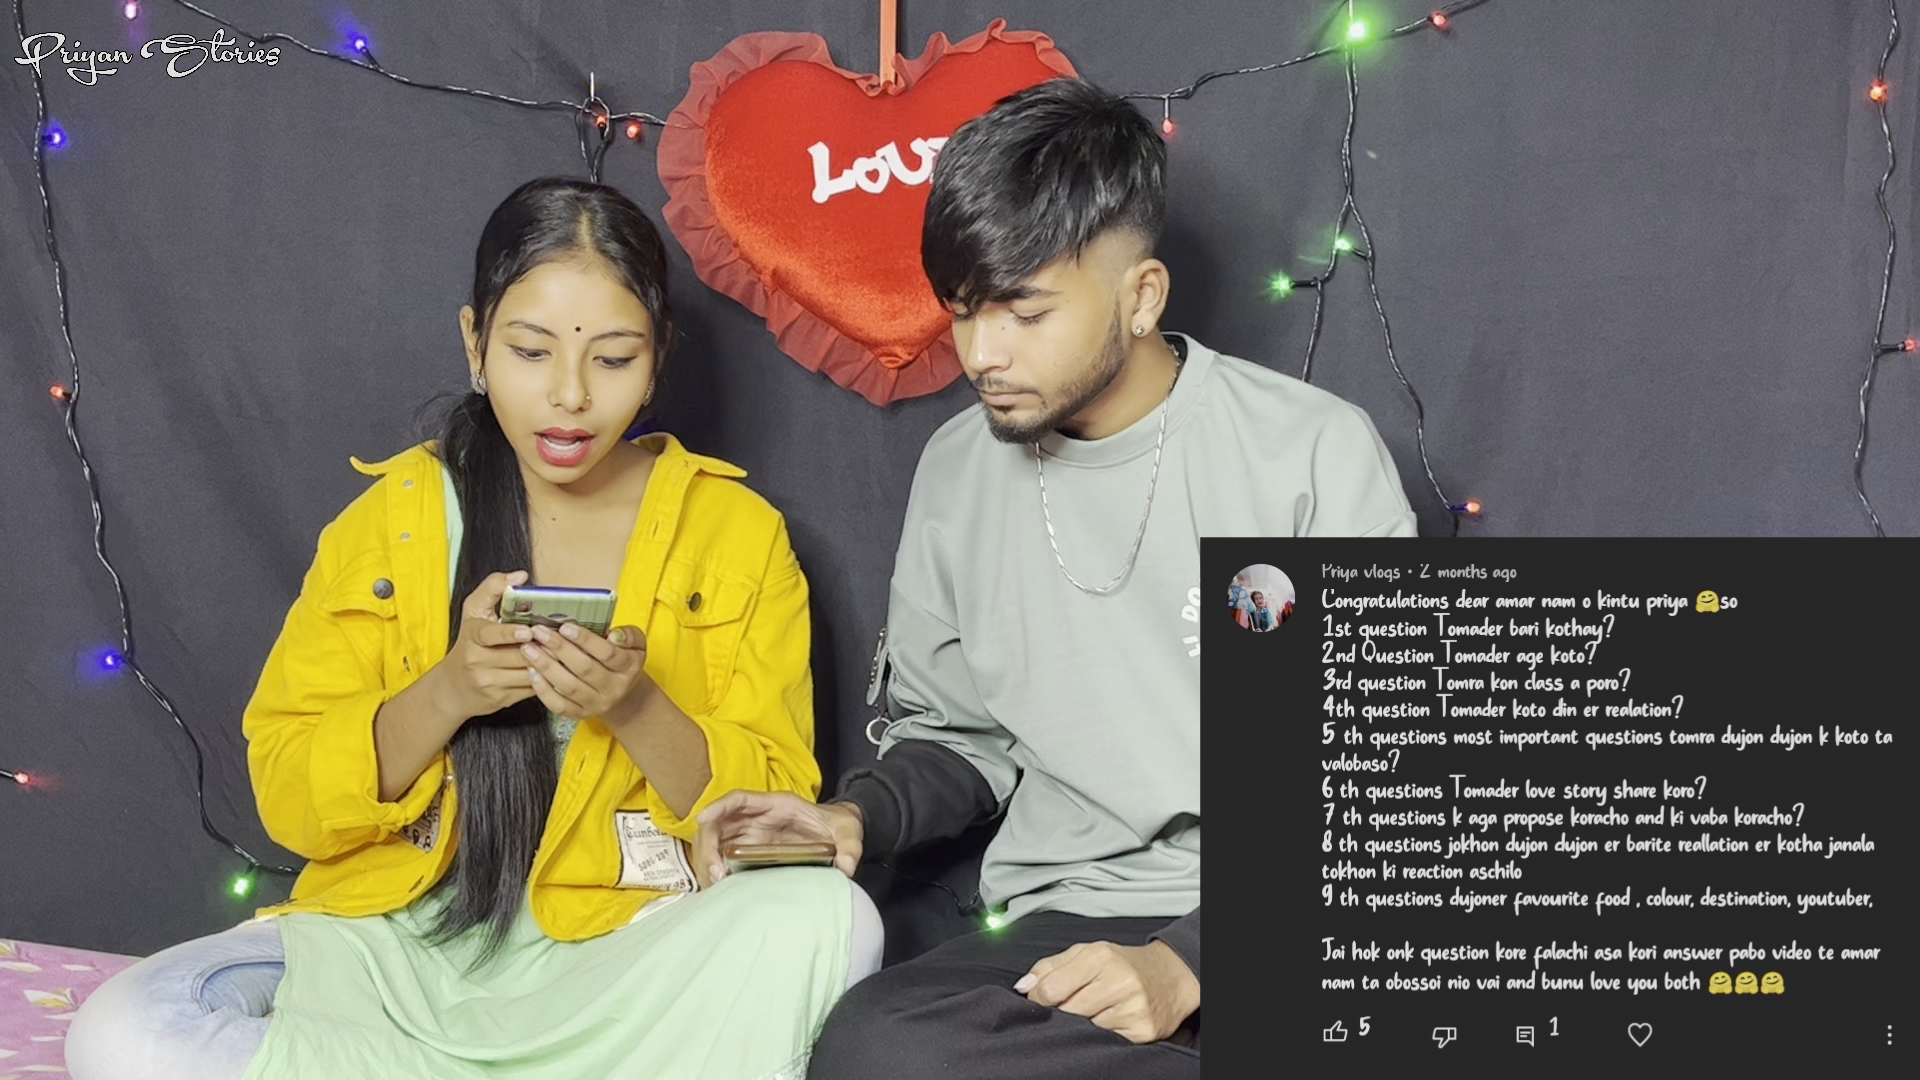 Priyan Stories
Love
Priya vlogs • 2 months ago
Congratulations dear amar nam o kintu priya 🤗so
1st question Tomader bari kothay?
2nd Question Tomader age koto?
3rd question Tomra kon class a poro?
4th question Tomader koto din er realation?
5 th questions most important questions tomra dujon dujon k koto ta
valobaso?
6 th questions Tomader love story share koro?
7 th questions k aga propose koracho and ki vaba koracho?
8 th questions jokhon dujon dujon er barite reallation er kotha janala
tokhon ki reaction aschilo
9 th questions dujoner favourite food , colour, destination, youtuber,
Jai hok onk question kore falachi asa kori answer pabo video te amar
nam ta obossoi nio vai and bunu love you both 🤗🤗🤗
5 1